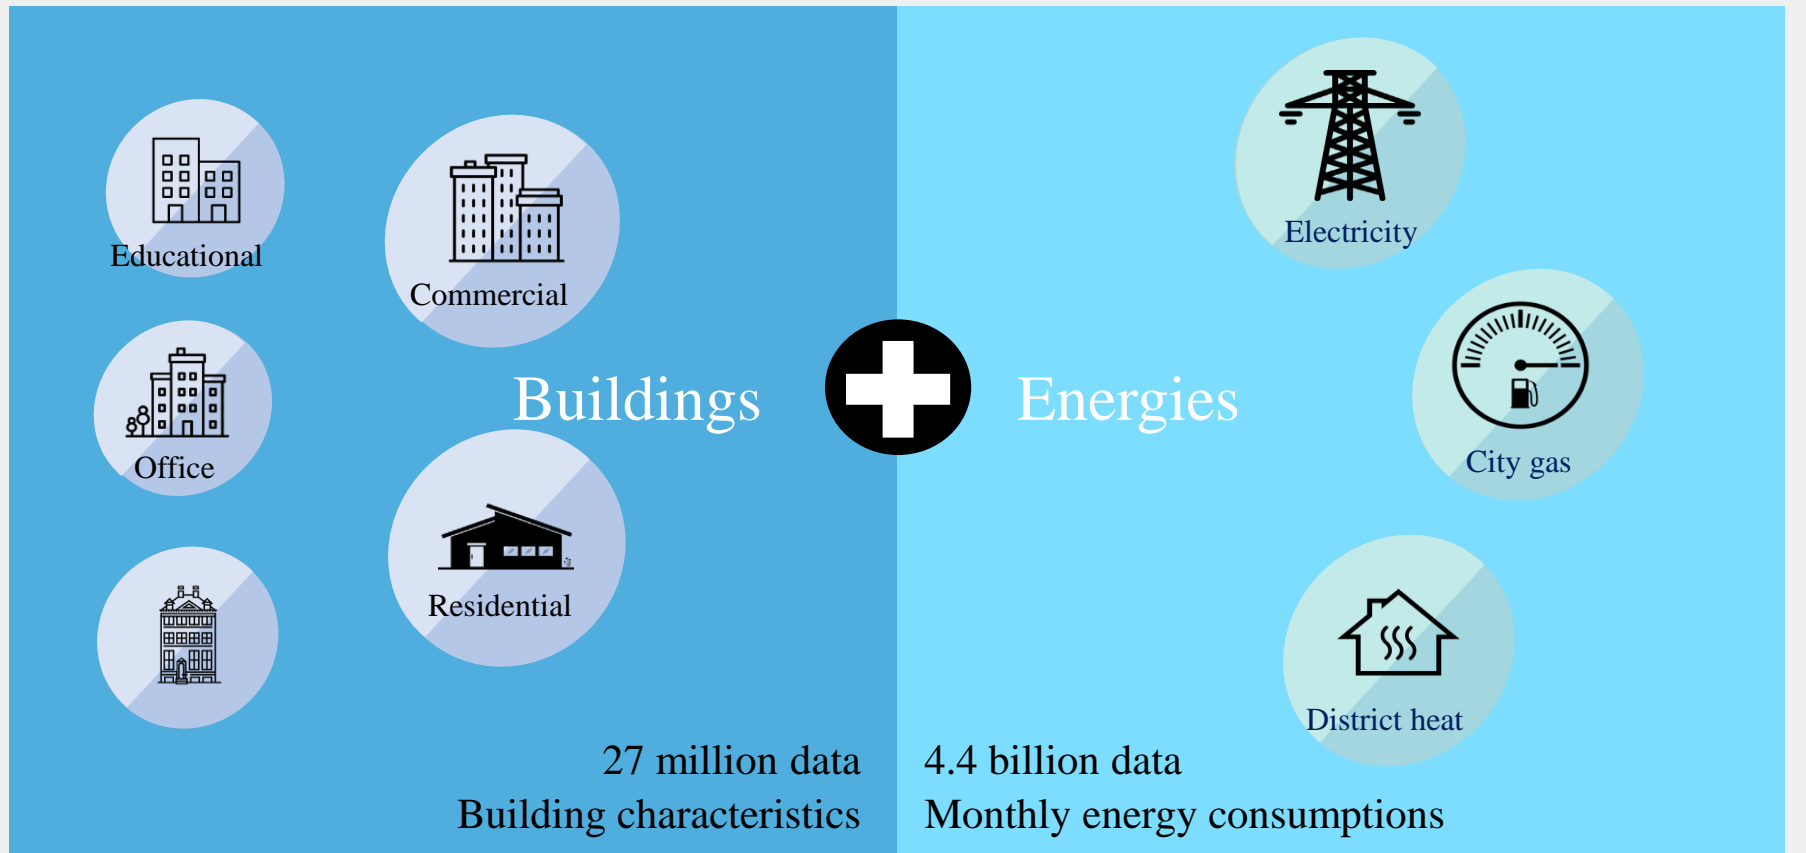 Educational
Commercial
Office
Residential
Buildings
27 million data
Building characteristics
Energies
Electricity
City gas
District heat
4.4 billion data
Monthly energy consumptions